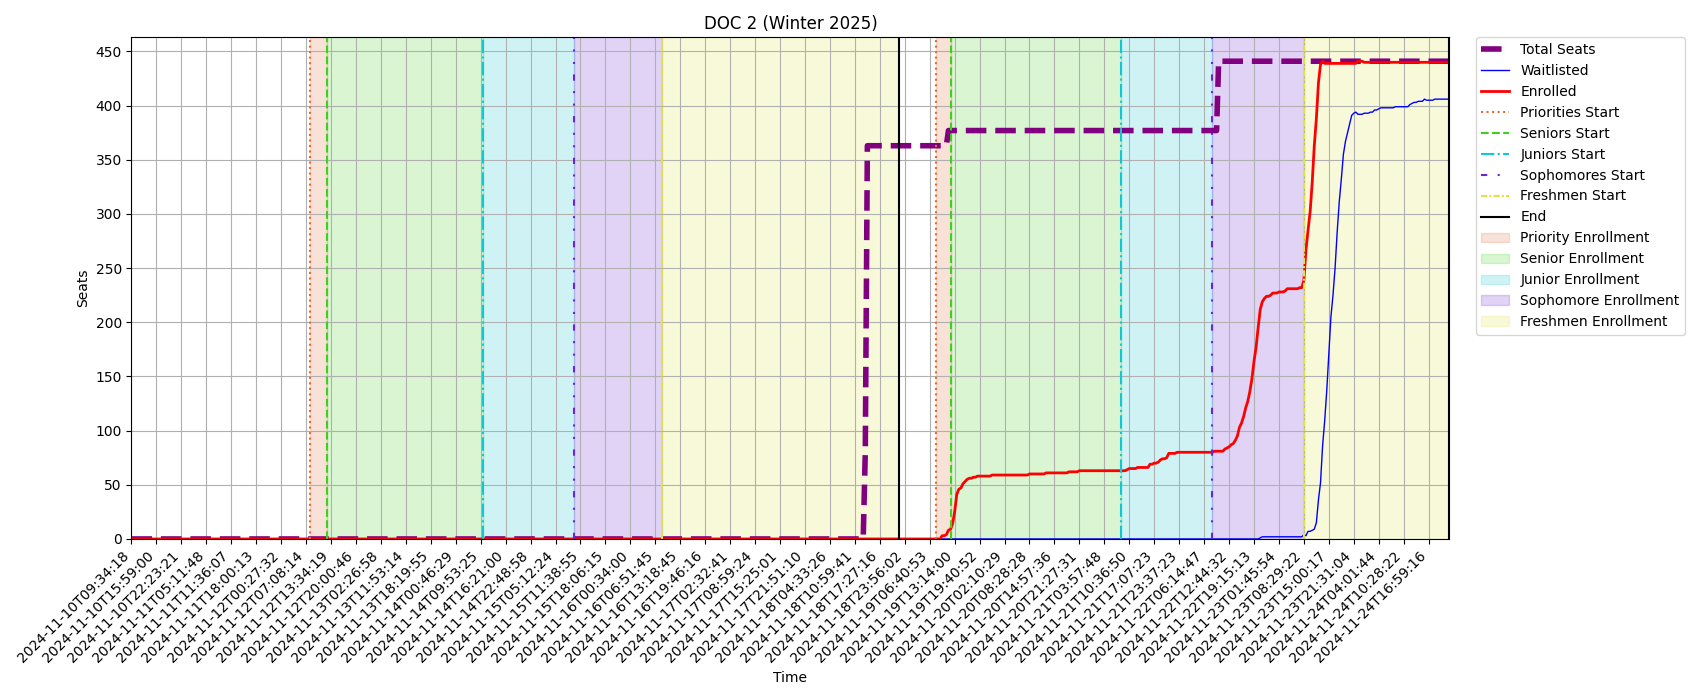 DOC 2 (Winter 2025)
450
400
350
300
250
200
150
100
50
0
Seats
2024-11-10T09:34:18
2024-11-10T15:59:00
2024-11-10T22:23:21
2024-11-11T05:11:48
2024-11-11T11:36:07
2024-11-11T18:00:13
2024-11-12T00:27:32
2024-11-12T07:08:14
2024-11-12T13:34:19
2024-11-12T20:00:46
2024-11-13T02:26:58
2024-11-13T11:53:14
2024-11-13T18:19:55
2024-11-14T00:46:29
2024-11-14T09:53:25
2024-11-14T16:21:00
2024-11-14T22:48:58
2024-11-15T05:12:24
2024-11-15T11:38:55
2024-11-15T18:06:15
2024-11-16T00:34:00
2024-11-16T06:51:45
2024-11-16T13:18:45
2024-11-16T19:46:16
2024-11-17T02:32:41
2024-11-17T08:59:24
2024-11-17T15:25:01
2024-11-17T21:51:10
2024-11-18T04:33:26
2024-11-18T10:59:41
2024-11-18T17:27:16
2024-11-18T23:56:02
2024-11-19T06:40:53
2024-11-19T13:14:00
2024-11-19T19:40:52
2024-11-20T02:10:29
2024-11-20T08:28:28
2024-11-20T14:57:36
2024-11-20T21:27:31
2024-11-21T03:57:48
2024-11-21T10:36:50
2024-11-21T17:07:23
2024-11-21T23:37:23
2024-11-22T06:14:47
2024-11-22T12:44:32
2024-11-22T19:15:13
2024-11-23T01:45:54
2024-11-23T08:29:22
2024-11-23T15:00:17
2024-11-23T21:31:04
2024-11-24T04:01:44
2024-11-24T10:28:22
2024-11-24T16:59:16
Time
Total Seats
Waitlisted
Enrolled
Priorities Start
Seniors Start
Juniors Start
Sophomores Start
Freshmen Start
End
Priority Enrollment
Senior Enrollment
Junior Enrollment
Sophomore Enrollment
Freshmen Enrollment